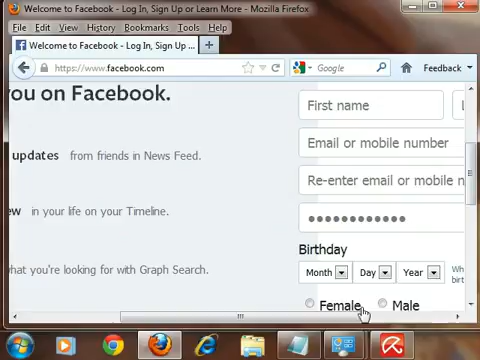 Welcome to Facebook - Log In, Sign Up or Learn More - Mozilla Firefox
File Edit View History Bookmarks Tools Help
Welcome to Facebook - Log In, Sign Up ...
https://www.facebook.com
Google
Feedback
you on Facebook.
First name
Email or mobile number
updates from friends in News Feed.
Re-enter email or mobile n
in your life on your Timeline.
Birthday
what you're looking for with Graph Search.
Month Day Year
Female Male